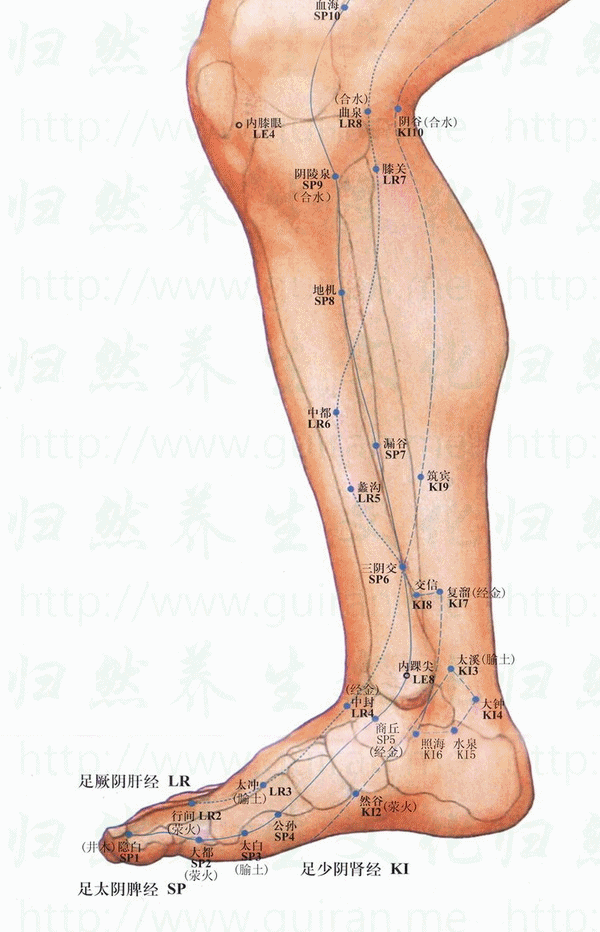 血海
SP10
(合水)
曲泉
LR8
阴谷(合水)
KI10
内膝眼
LE4
阴陵泉
SP9
(合水)
膝关
LR7
地机
SP8
中都
LR6
漏谷
SP7
蠡沟
LR5
筑宾
KI9
三阴交
SP6
交信
KI8
复溜(经金)
KI7
内踝尖
LE8
太溪(腧土)
KI3
(经金)
中封
LR4
大钟
KI4
商丘
SP5
(经金)
照海
KI6
水泉
KI5
足厥阴肝经 LR
太冲
(腧土)
LR3
行间 LR2
(荥火)
然谷
KI2
(荥火)
公孙
SP4
(井木) 隐白
SP1
大都
SP2
(荥火)
太白
SP3
(腧土)
足少阴肾经 KI
足太阴脾经 SP
归然养生文化
http://www.guiran.me